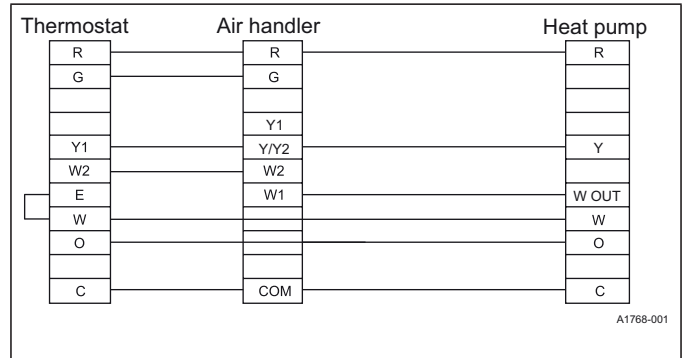 Thermostat Air handler Heat pump
R R R
G G
Y1
Y1 Y/Y2 Y
W2 W2
E W1 W OUT
W W
O O
C COM C
A1768-001